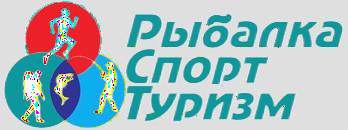 Рыбалка
Спорт
Туризм